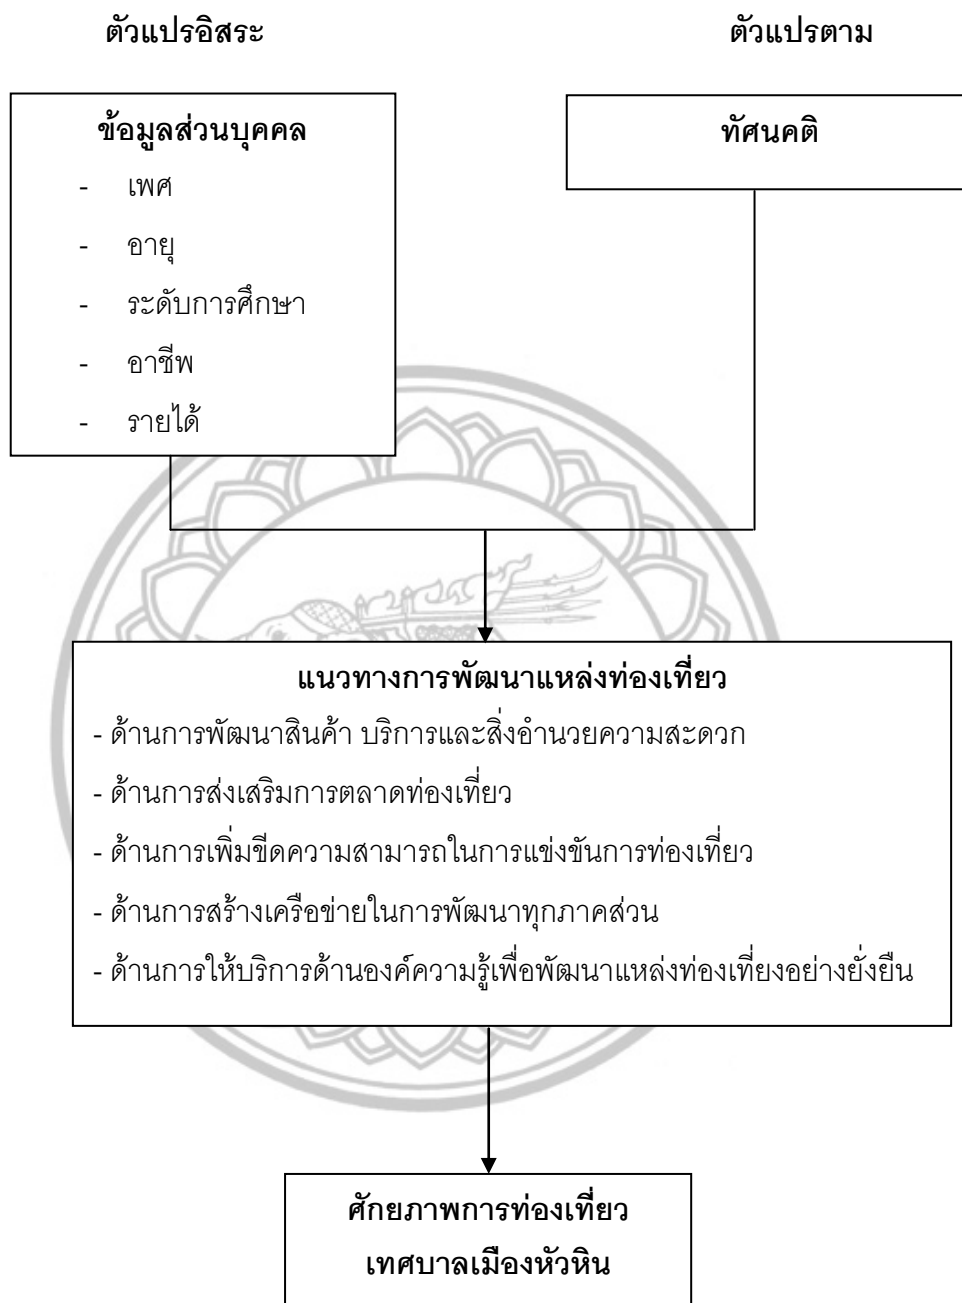 ตัวแปรอิสระ
ตัวแปรตาม
ข้อมูลส่วนบุคคล
- เพศ
- อายุ
- ระดับการศึกษา
- อาชีพ
- รายได้
ทัศนคติ
แนวทางการพัฒนาแหล่งท่องเที่ยว
- ด้านการพัฒนาสินค้า บริการและสิ่งอำนวยความสะดวก
- ด้านการส่งเสริมการตลาดท่องเที่ยว
- ด้านการเพิ่มขีดความสามารถในการแข่งขันการท่องเที่ยว
- ด้านการสร้างเครือข่ายในการพัฒนาทุกภาคส่วน
- ด้านการให้บริการด้านองค์ความรู้เพื่อพัฒนาแหล่งท่องเที่ยงอย่างยั่งยืน
ศักยภาพการท่องเที่ยว
เทศบาลเมืองหัวหิน